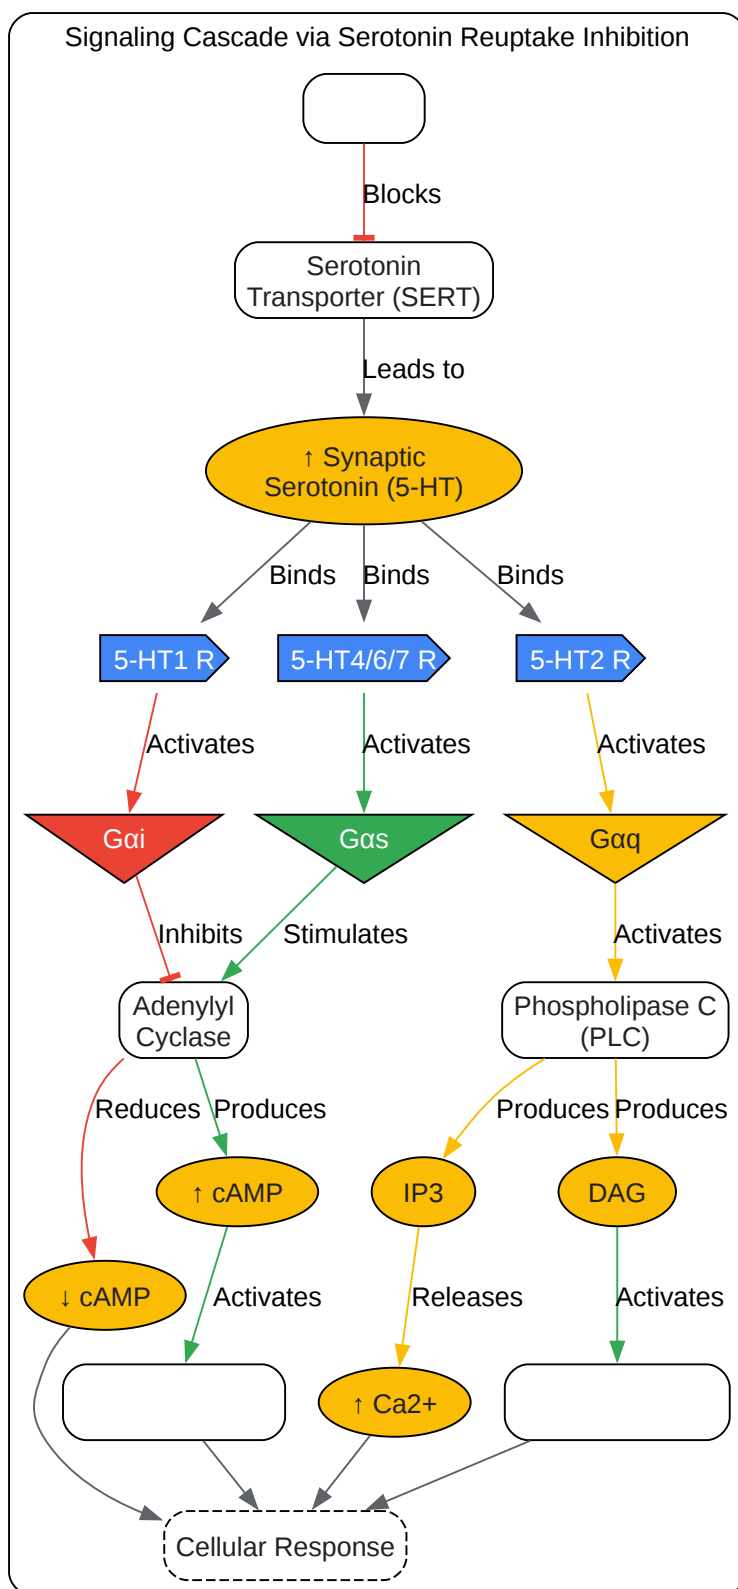 Signaling Cascade via Serotonin Reuptake Inhibition
Blocks
Serotonin
Transporter (SERT)
Leads to
↑ Synaptic
Serotonin (5-HT)
Binds
Binds
Binds
5-HT1 R
5-HT4/6/7 R
5-HT2 R
Activates
Activates
Activates
Gαi
Gαs
Gαq
Inhibits
Stimulates
Activates
Adenylyl
Cyclase
Phospholipase C
(PLC)
Reduces
Produces
Produces
Produces
↑ cAMP
IP3
DAG
↓ cAMP
Activates
Releases
Activates
↑ Ca2+
Cellular Response